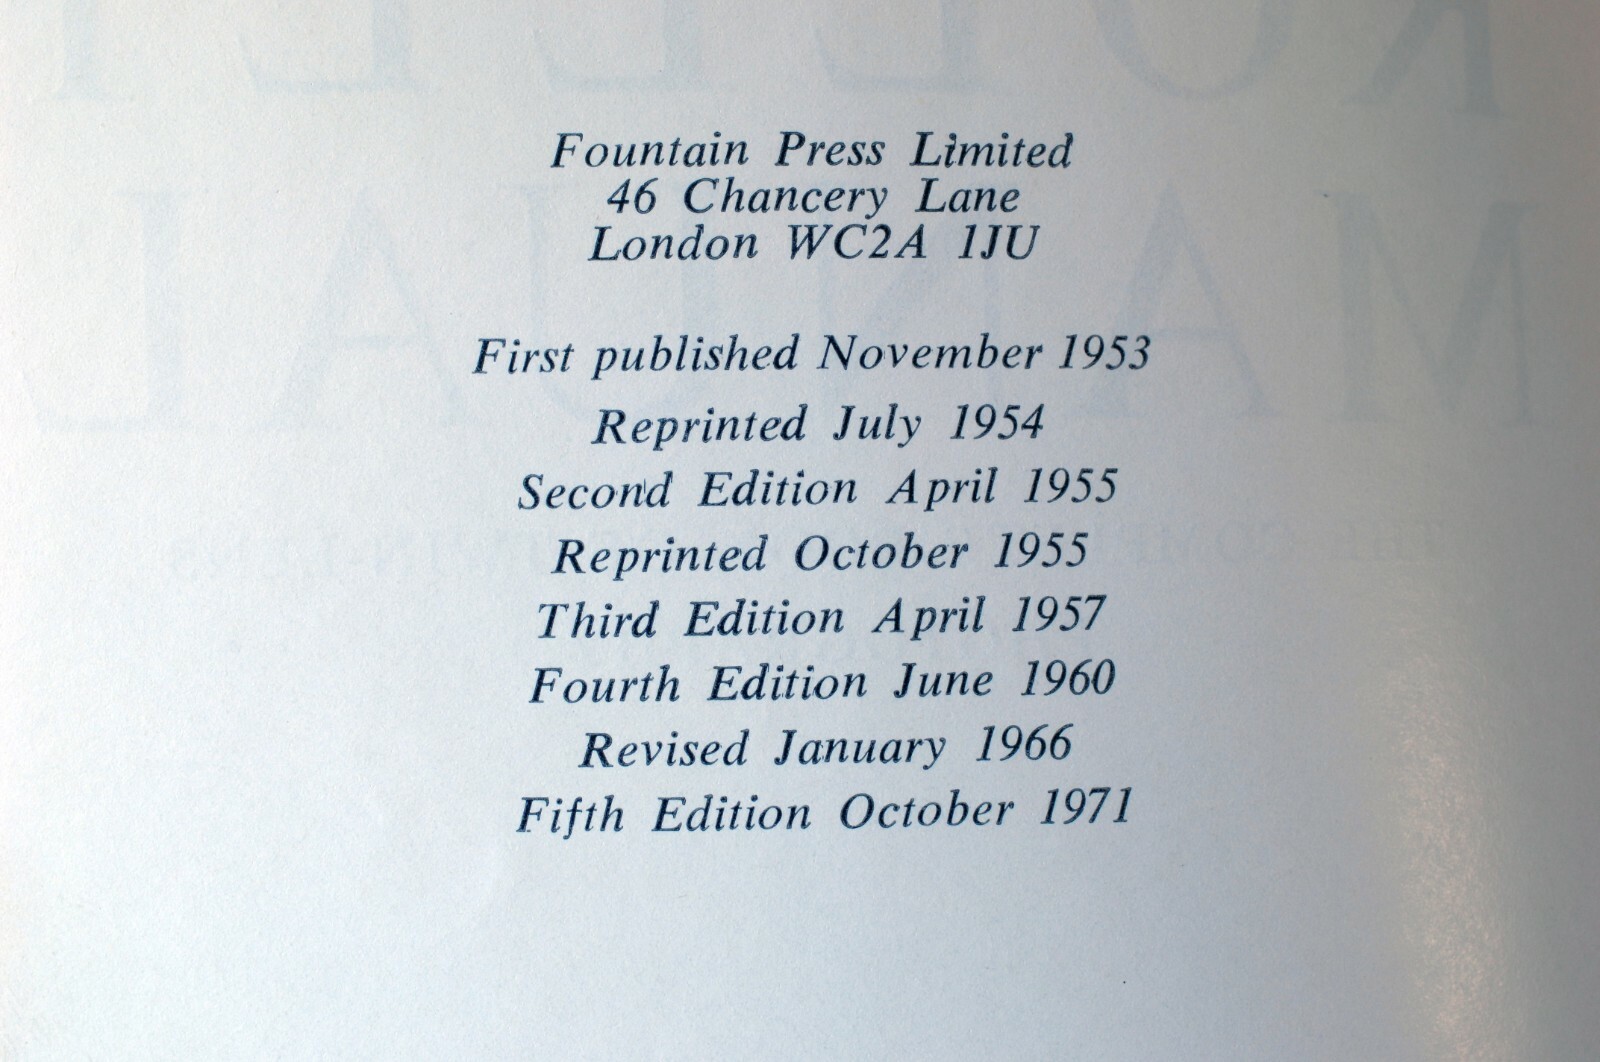 Fountain Press Limited
46 Chancery Lane
London WC2A 1JU
First published November 1953
Reprinted July 1954
Second Edition April 1955
Reprinted October 1955
Third Edition April 1957
Fourth Edition June 1960
Revised January 1966
Fifth Edition October 1971